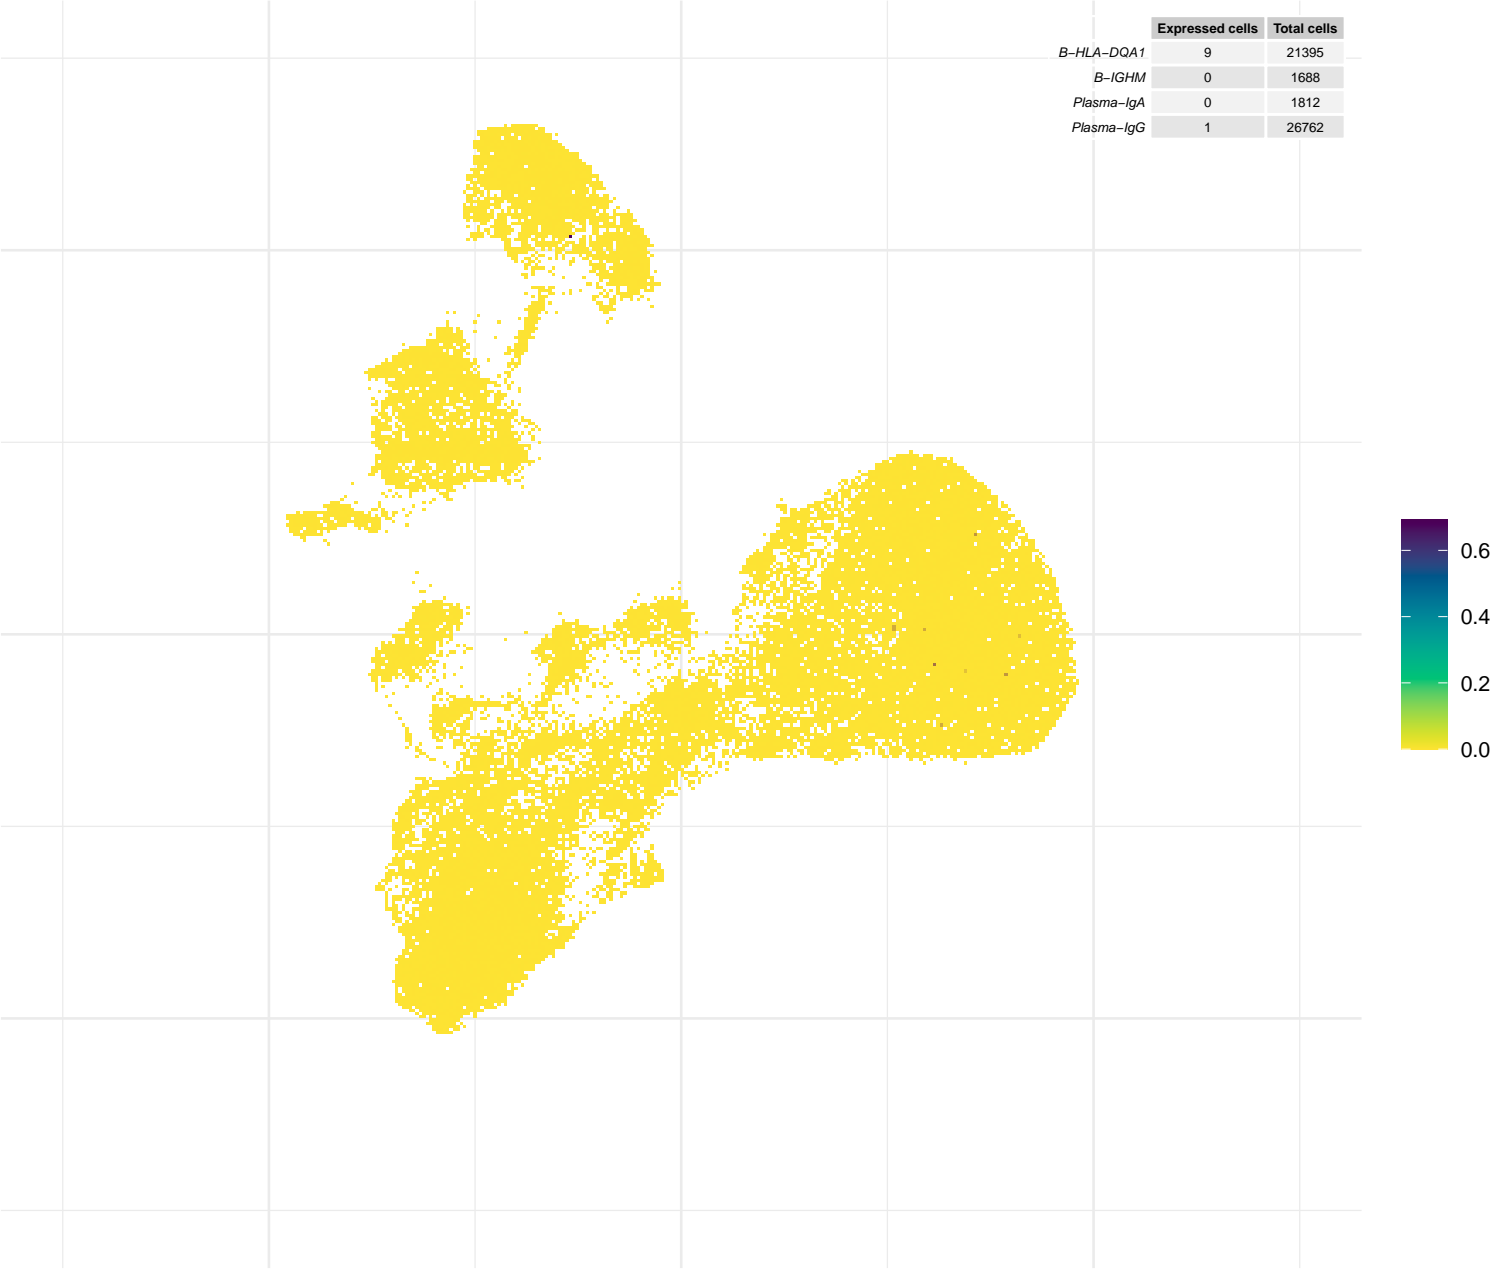 Expressed cells Total cells
B−HLA−DQA1 9 21395
B−IGHM 0 1688
Plasma−IgA 0 1812
Plasma−IgG 1 26762
0.6
0.4
0.2
0.0